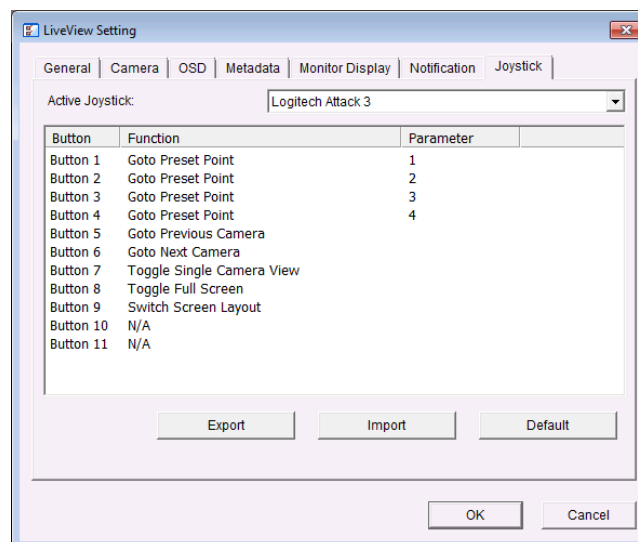 LiveView Setting
General Camera OSD Metadata Monitor Display Notification Joystick
Active Joystick: Logitech Attack 3
Button Function Parameter
Button 1 Goto Preset Point 1
Button 2 Goto Preset Point 2
Button 3 Goto Preset Point 3
Button 4 Goto Preset Point 4
Button 5 Goto Previous Camera
Button 6 Goto Next Camera
Button 7 Toggle Single Camera View
Button 8 Toggle Full Screen
Button 9 Switch Screen Layout
Button 10 N/A
Button 11 N/A
Export Import Default
OK Cancel